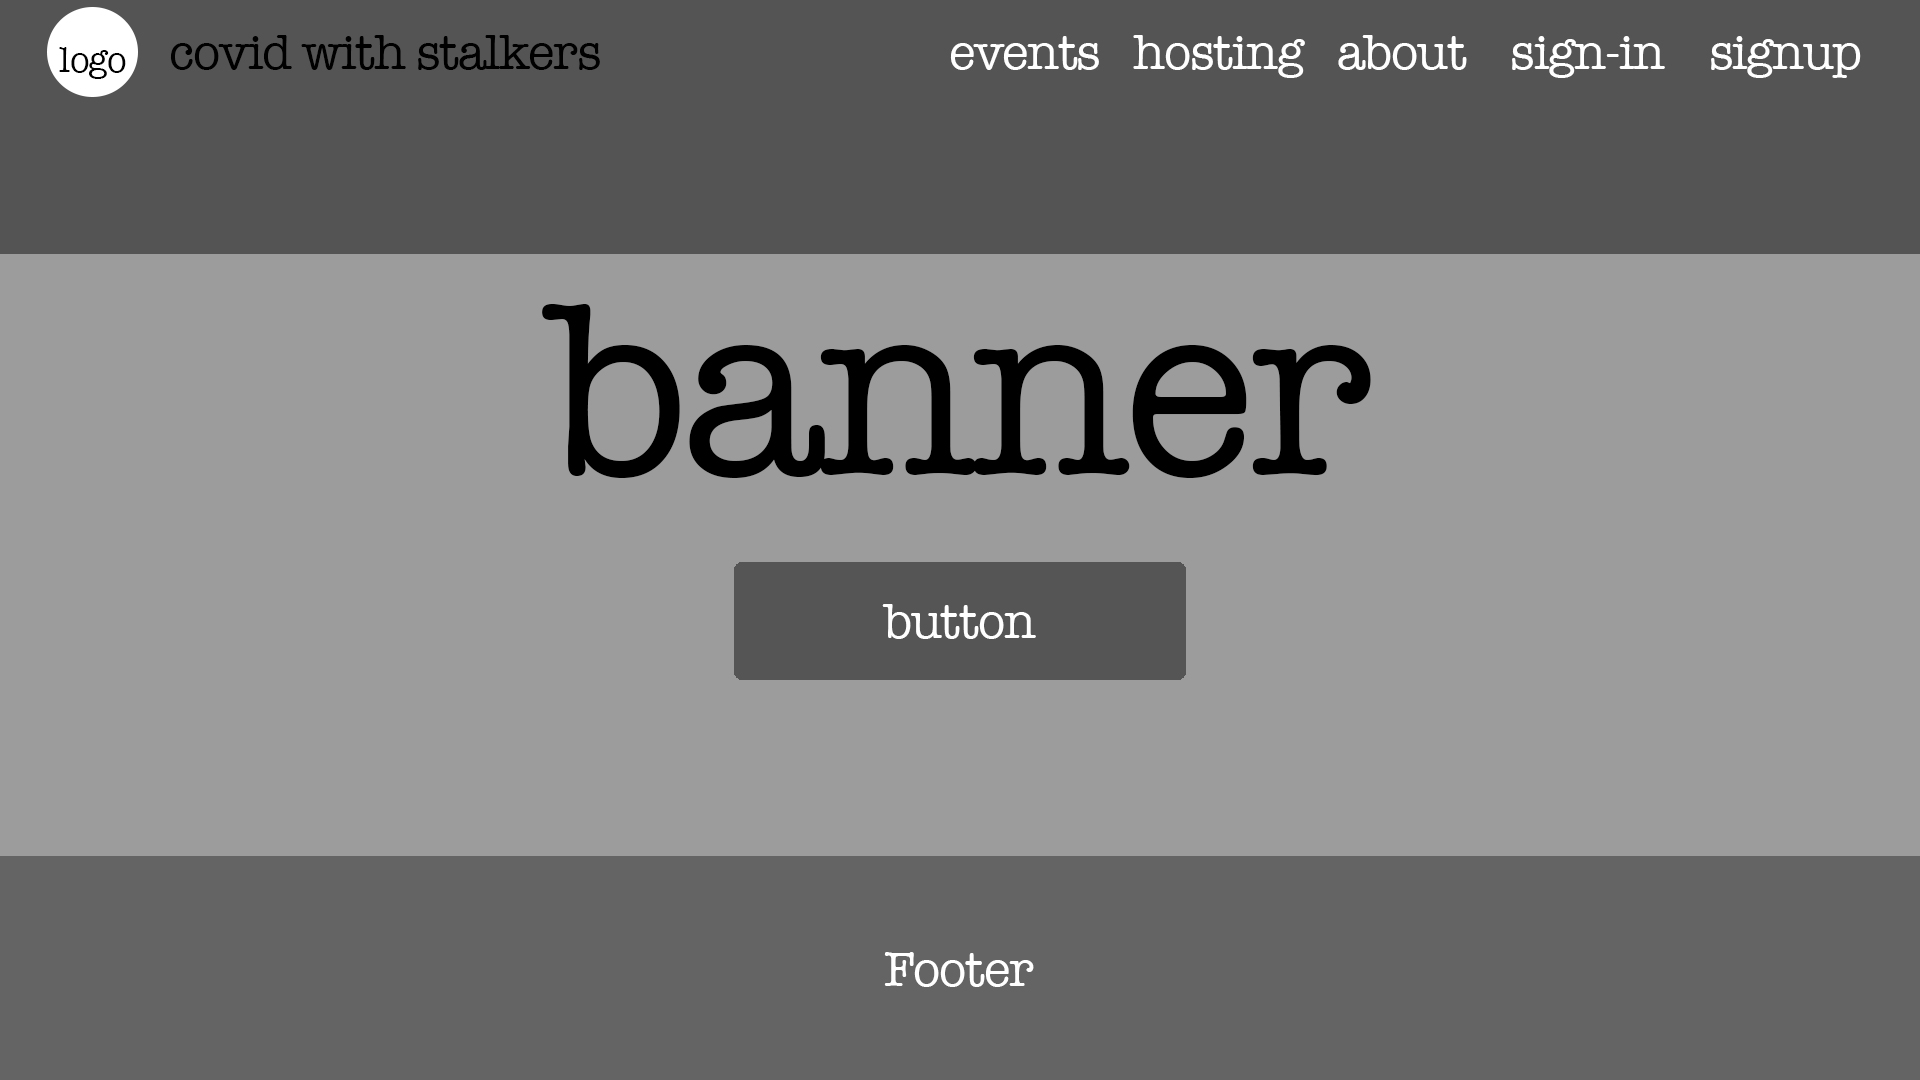 logo covid with stalkers events hosting about sign-in signup
banner
button
Footer